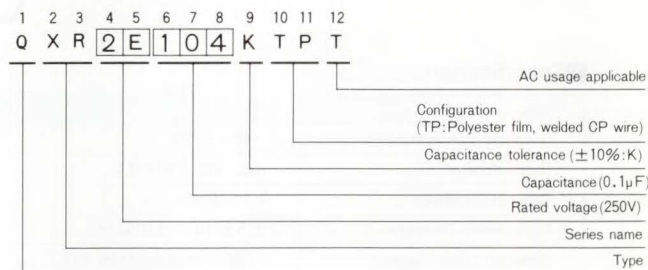 1 2 3 4 5 6 7 8 9 10 11 12
Q X R 2 E 1 0 4 K T P T
AC usage applicable
Configuration
(TP:Polyester film, welded CP wire)
Capacitance tolerance (±10%:K)
Capacitance(0.1μF)
Rated voltage(250V)
Series name
Type